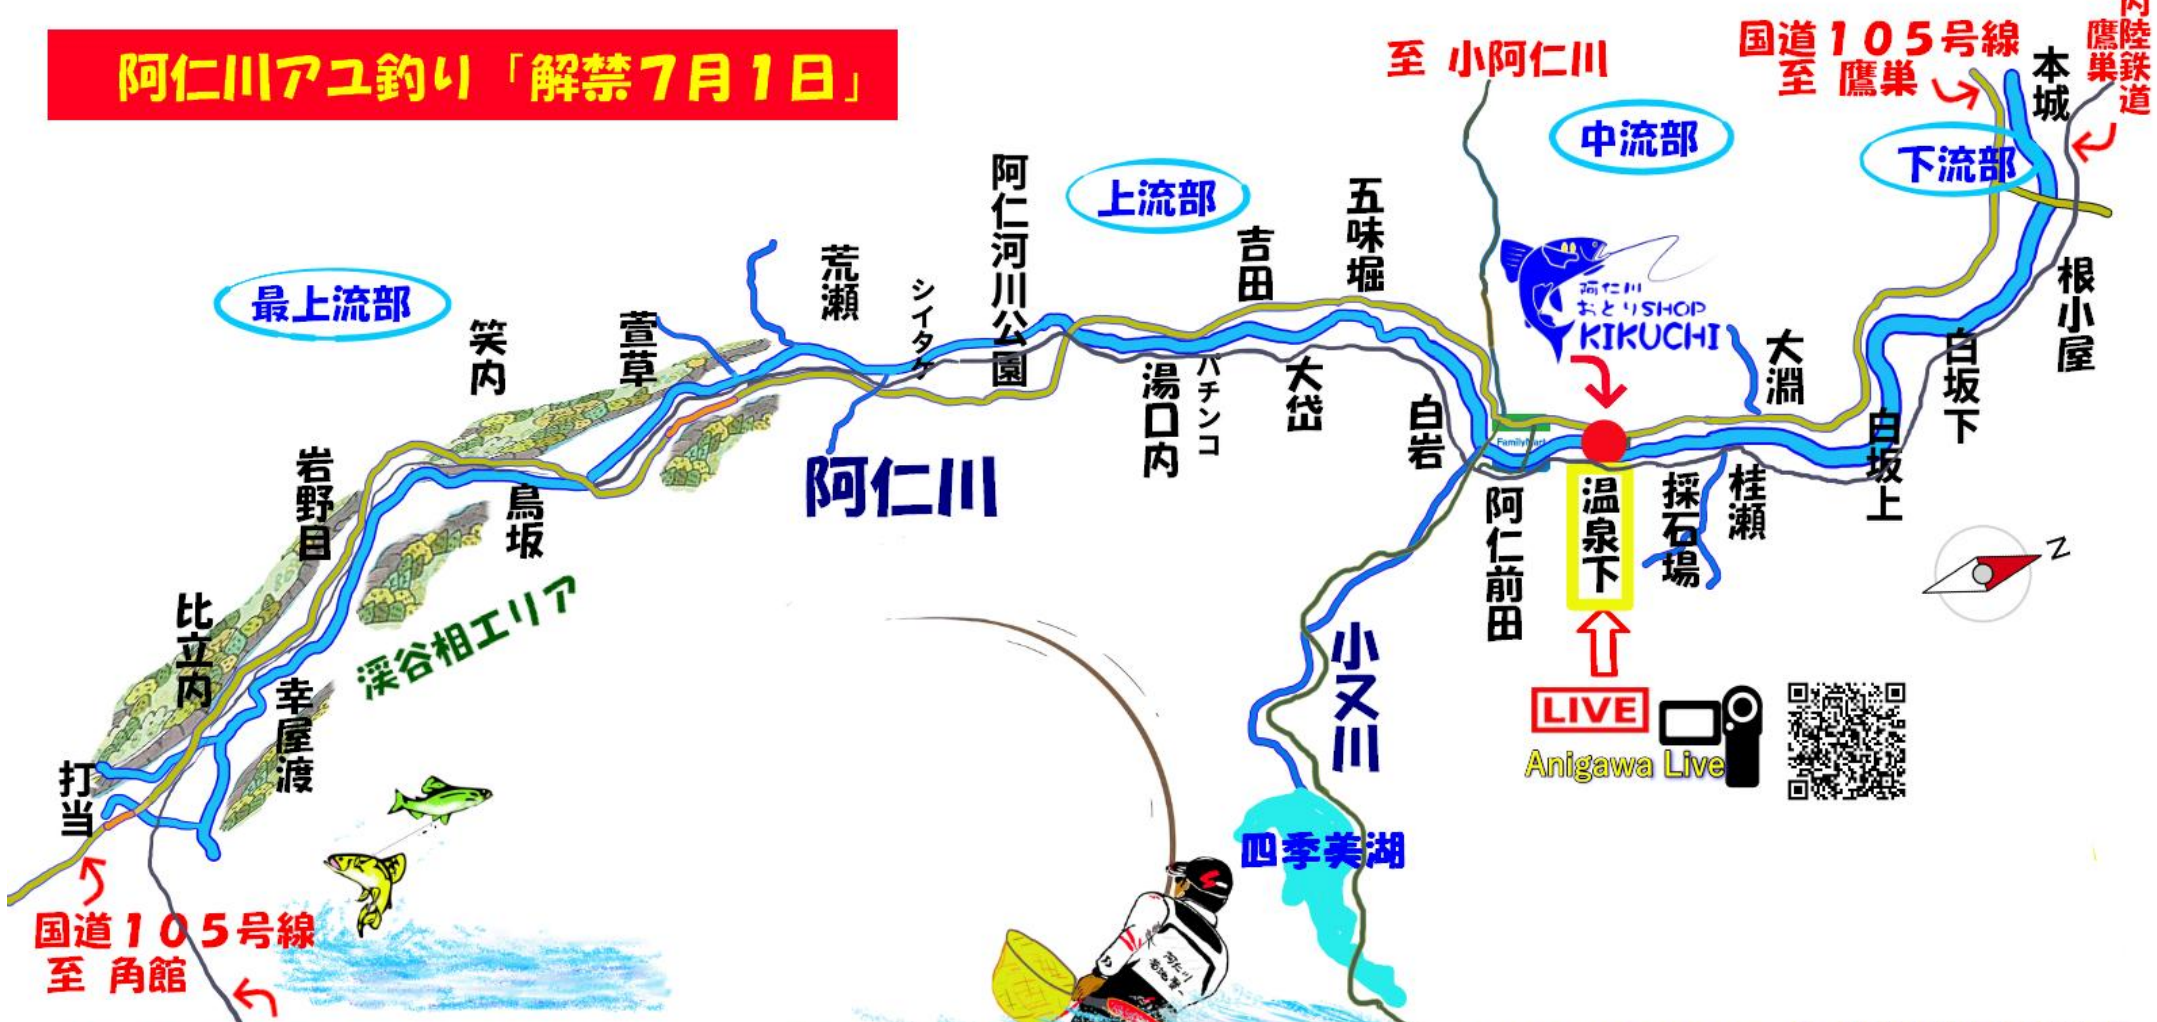 阿仁川アユ釣り「解禁７月１日」
至 小阿仁川
国道１０５号線
至 鷹巣
本城
内陸鉄道
鷹巣
中流部
下流部
上流部
最上流部
阿仁河川公園
五味堀
吉田
荒瀬
シイタケ
萱草
笑内
阿仁川
おとりSHOP
KIKUCHI
大淵
根小屋
白坂下
白坂上
湯口内
パチンコ
大岱
白岩
FamilyMart
阿仁川
岩野目
鳥坂
阿仁前田
温泉下
採石場
桂瀬
N
渓谷相エリア
比立内
幸屋渡
打当
小又川
LIVE
Anigawa Live
四季美湖
国道１０５号線
至 角館
阿仁川